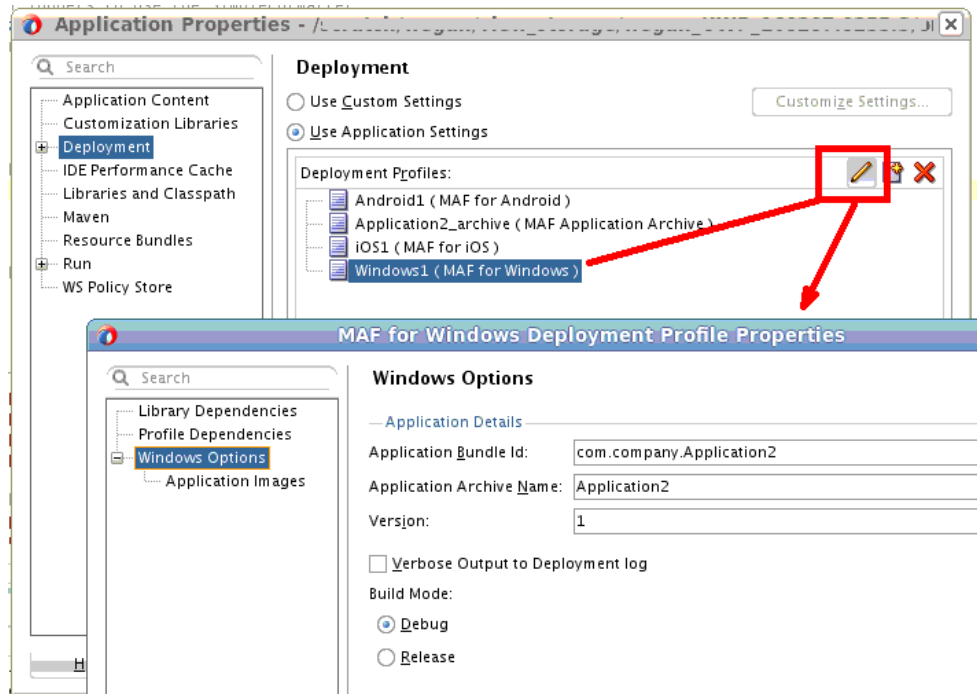 Application Properties
Search
Application Content
Customization Libraries
Deployment
IDE Performance Cache
Libraries and Classpath
Maven
Resource Bundles
Run
WS Policy Store
Deployment
Use Custom Settings
Customize Settings...
Use Application Settings
Deployment Profiles:
Android1 ( MAF for Android )
Application2_archive ( MAF Application Archive )
iOS1 ( MAF for iOS )
Windows1 ( MAF for Windows )
MAF for Windows Deployment Profile Properties
Search
Library Dependencies
Profile Dependencies
Windows Options
Application Images
Windows Options
Application Details
Application Bundle Id: com.company.Application2
Application Archive Name: Application2
Version: 1
Verbose Output to Deployment log
Build Mode:
Debug
Release